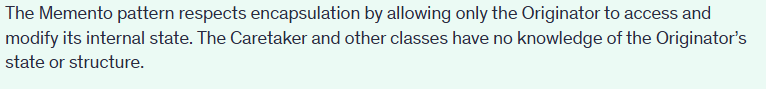 The Memento pattern respects encapsulation by allowing only the Originator to access and
modify its internal state. The Caretaker and other classes have no knowledge of the Originator’s
state or structure.